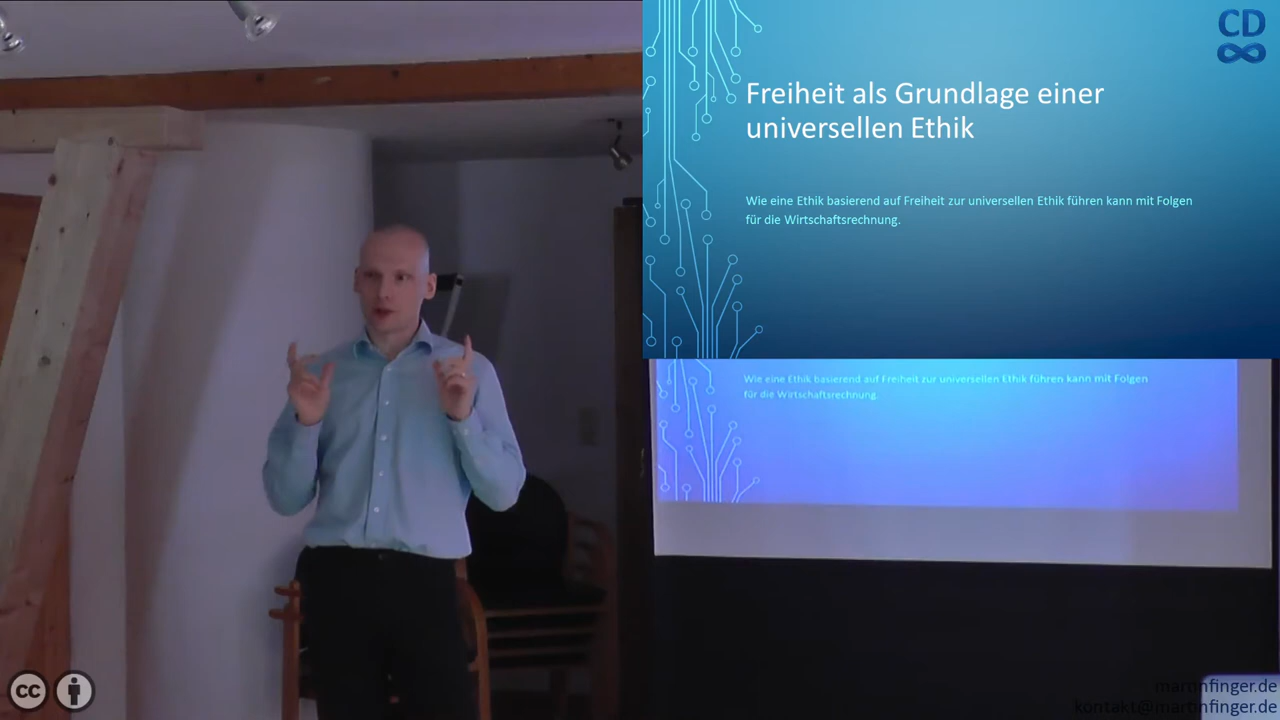 CD
Freiheit als Grundlage einer
universellen Ethik
Wie eine Ethik basierend auf Freiheit zur universellen Ethik führen kann mit Folgen
für die Wirtschaftsrechnung.
Wie eine Ethik basierend auf Freiheit zur universellen Ethik führen kann mit Folgen
für die Wirtschaftsrechnung.
cc
martinfinger.de
kontakt@martinfinger.de